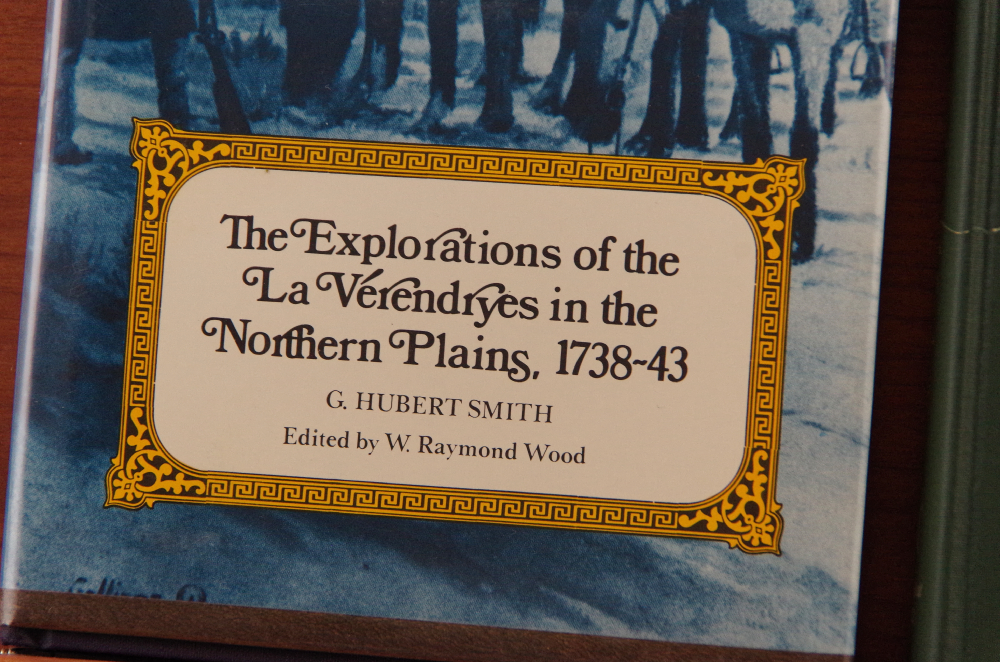 The Explorations of the
La Vérendryes in the
Northern Plains, 1738~43
G. HUBERT SMITH
Edited by W. Raymond Wood